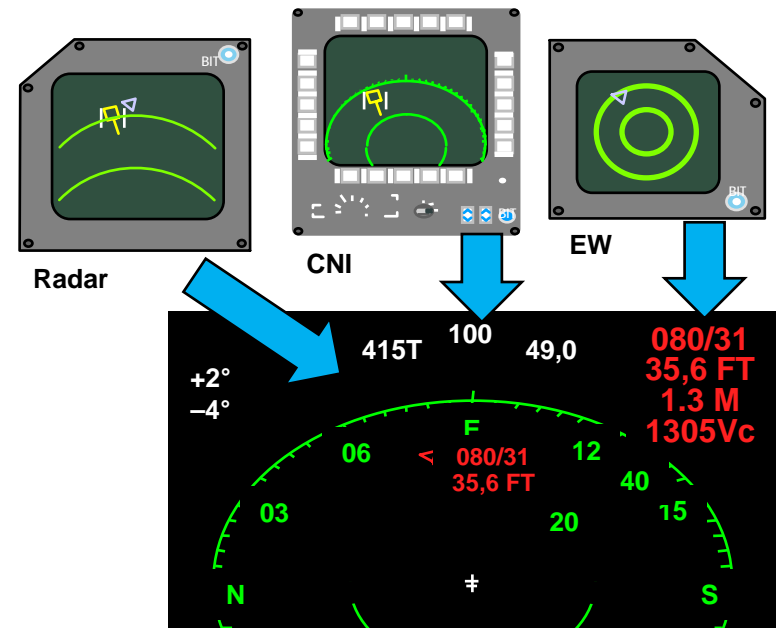 BIT
BIT
BIT
Radar
CNI
EW
415T
100
49,0
+2°
–4°
080/31
35,6 FT
1.3 M
1305Vc
E
06
12
080/31
35,6 FT
40
03
20
15
N
S